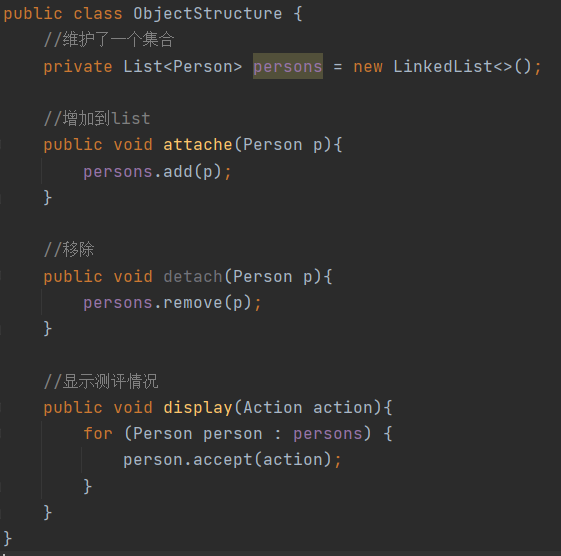 public class ObjectStructure {
//维护了一个集合
private List<Person> persons = new LinkedList<>();
//增加到list
public void attache(Person p){
persons.add(p);
}
//移除
public void detach(Person p){
persons.remove(p);
}
//显示测评情况
public void display(Action action){
for (Person person : persons) {
person.accept(action);
}
}
}